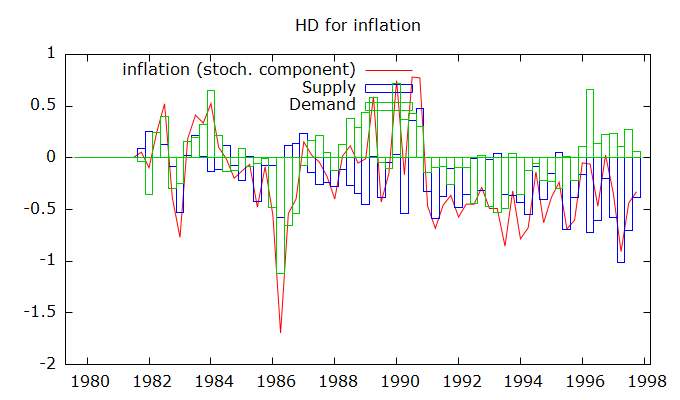 HD for inflation
1
0.5
0
-0.5
-1
-1.5
-2
inflation (stoch. component)
Supply
Demand
1980 1982 1984 1986 1988 1990 1992 1994 1996 1998